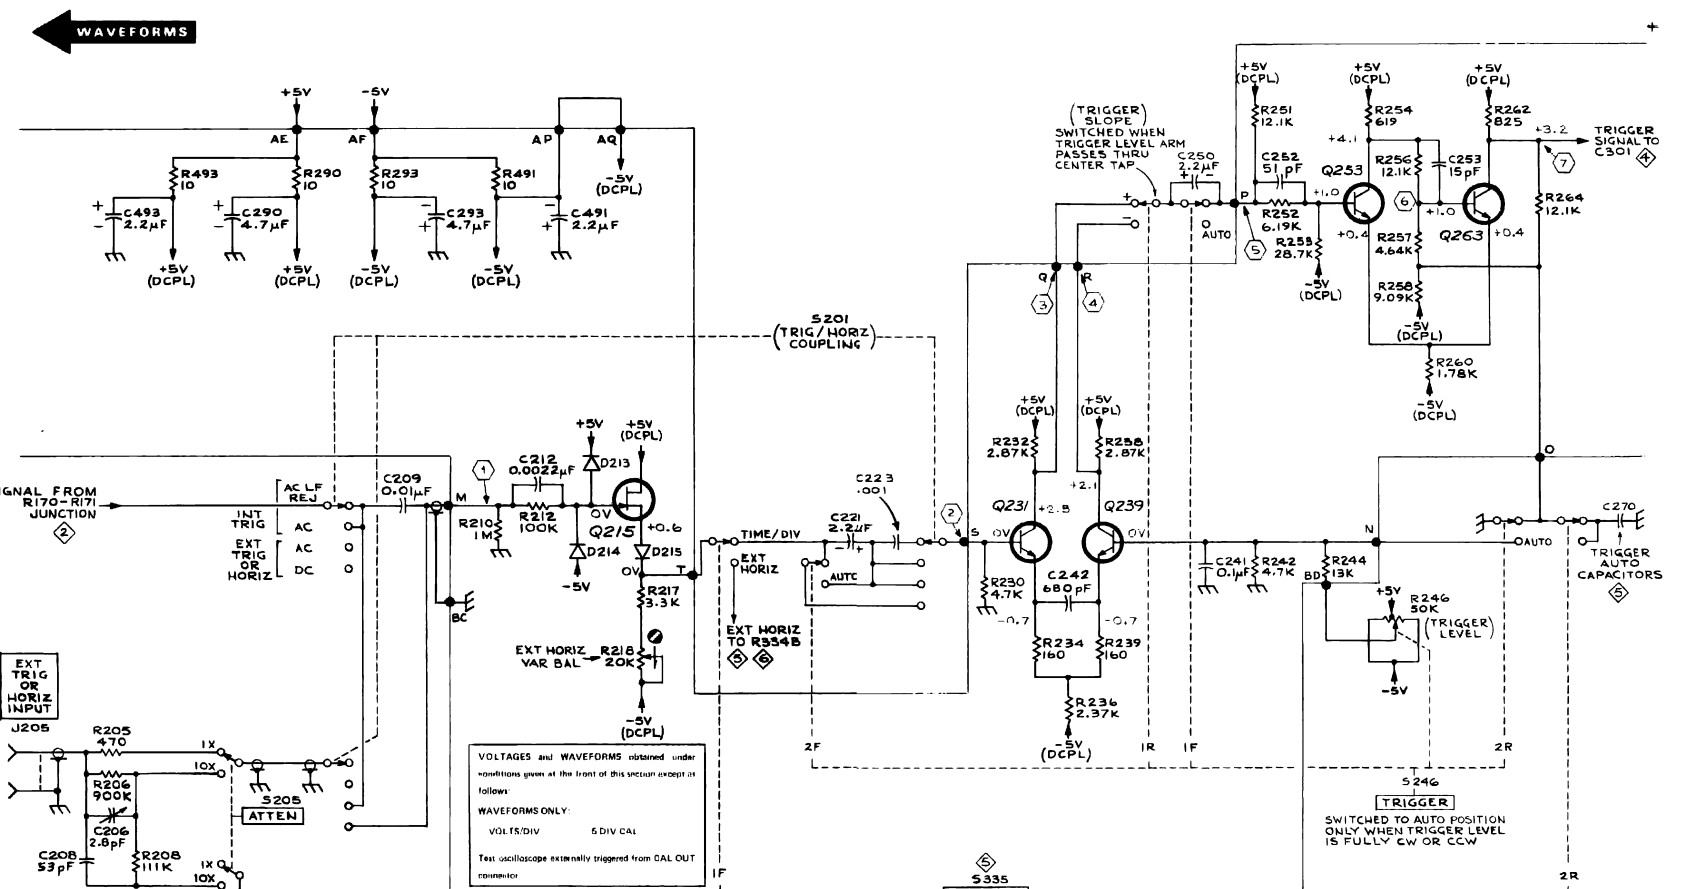 WAVEFORMS
+
+5V
-5V
AE
AF
AP
AQ
-5V
(DCPL)
R493
10
R290
10
R293
10
R491
10
+
-
C493
2.2µF
+
-
C290
4.7µF
-
+
C293
4.7µF
-
+
C491
2.2µF
+5V
(DCPL)
+5V
(DCPL)
-5V
(DCPL)
-5V
(DCPL)
(TRIGGER)
SLOPE
SWITCHED WHEN
TRIGGER LEVEL ARM
PASSES THRU
CENTER TAP
C250
2.2µF
+ -
+
-
AUTO
P
5
+5V
(DCPL)
R251
12.1K
C252
51 pF
R252
6.19K
+1.0
R253
28.7K
-5V
(DCPL)
+5V
(DCPL)
R254
619
+4.1
Q253
+0.4
R256
12.1K
C253
15pF
6
+1.0
R257
4.64K
R258
9.09K
-5V
(DCPL)
+5V
(DCPL)
R262
825
+3.2
7
TRIGGER
SIGNAL TO
C301 4
Q263
+0.4
R264
12.1K
R260
1.78K
-5V
(DCPL)
Q
R
3
4
S201
(TRIG/HORIZ)
COUPLING
SIGNAL FROM
R170-R171
JUNCTION
2
AC LF
REJ
INT
TRIG
AC
EXT
TRIG
OR
HORIZ
AC
DC
C209
0.01µF
M
1
R210
1M
C212
0.0022µF
R212
100K
+5V
D213
+5V
(DCPL)
0V
Q215
+0.6
D214
-5V
D215
0V
T
BC
R217
3.3K
EXT HORIZ
VAR BAL
R218
20K
-5V
(DCPL)
TIME/DIV
EXT
HORIZ
EXT HORIZ
TO R334B
5 6
C221
2.2µF
- +
AUTO
C223
.001
2
S
0V
R230
4.7K
+5V
(DCPL)
R232
2.87K
+5V
(DCPL)
R238
2.87K
Q231
+2.5
+2.1
Q239
0V
C242
680pF
-0.7
-0.7
R234
160
R239
160
R236
2.37K
-5V
(DCPL)
C241
0.1µF
R242
4.7K
R244
13K
BD
N
O
AUTO
C270
TRIGGER
AUTO
CAPACITORS
5
+5V
R246
50K
(TRIGGER)
LEVEL
-5V
EXT
TRIG
OR
HORIZ
INPUT
J205
R205
470
R206
900K
C206
2.8pF
C208
53pF
R208
111K
1X
10X
S205
ATTEN
1X
10X
VOLTAGES and WAVEFORMS obtained under
conditions given at the front of this section except as
follows:
WAVEFORMS ONLY:
VOLTS/DIV 5 DIV CAL
Test oscilloscope externally triggered from CAL OUT
connector
1F
2F
1R
1F
2R
S246
TRIGGER
SWITCHED TO AUTO POSITION
ONLY WHEN TRIGGER LEVEL
IS FULLY CW OR CCW
5
S335
2R